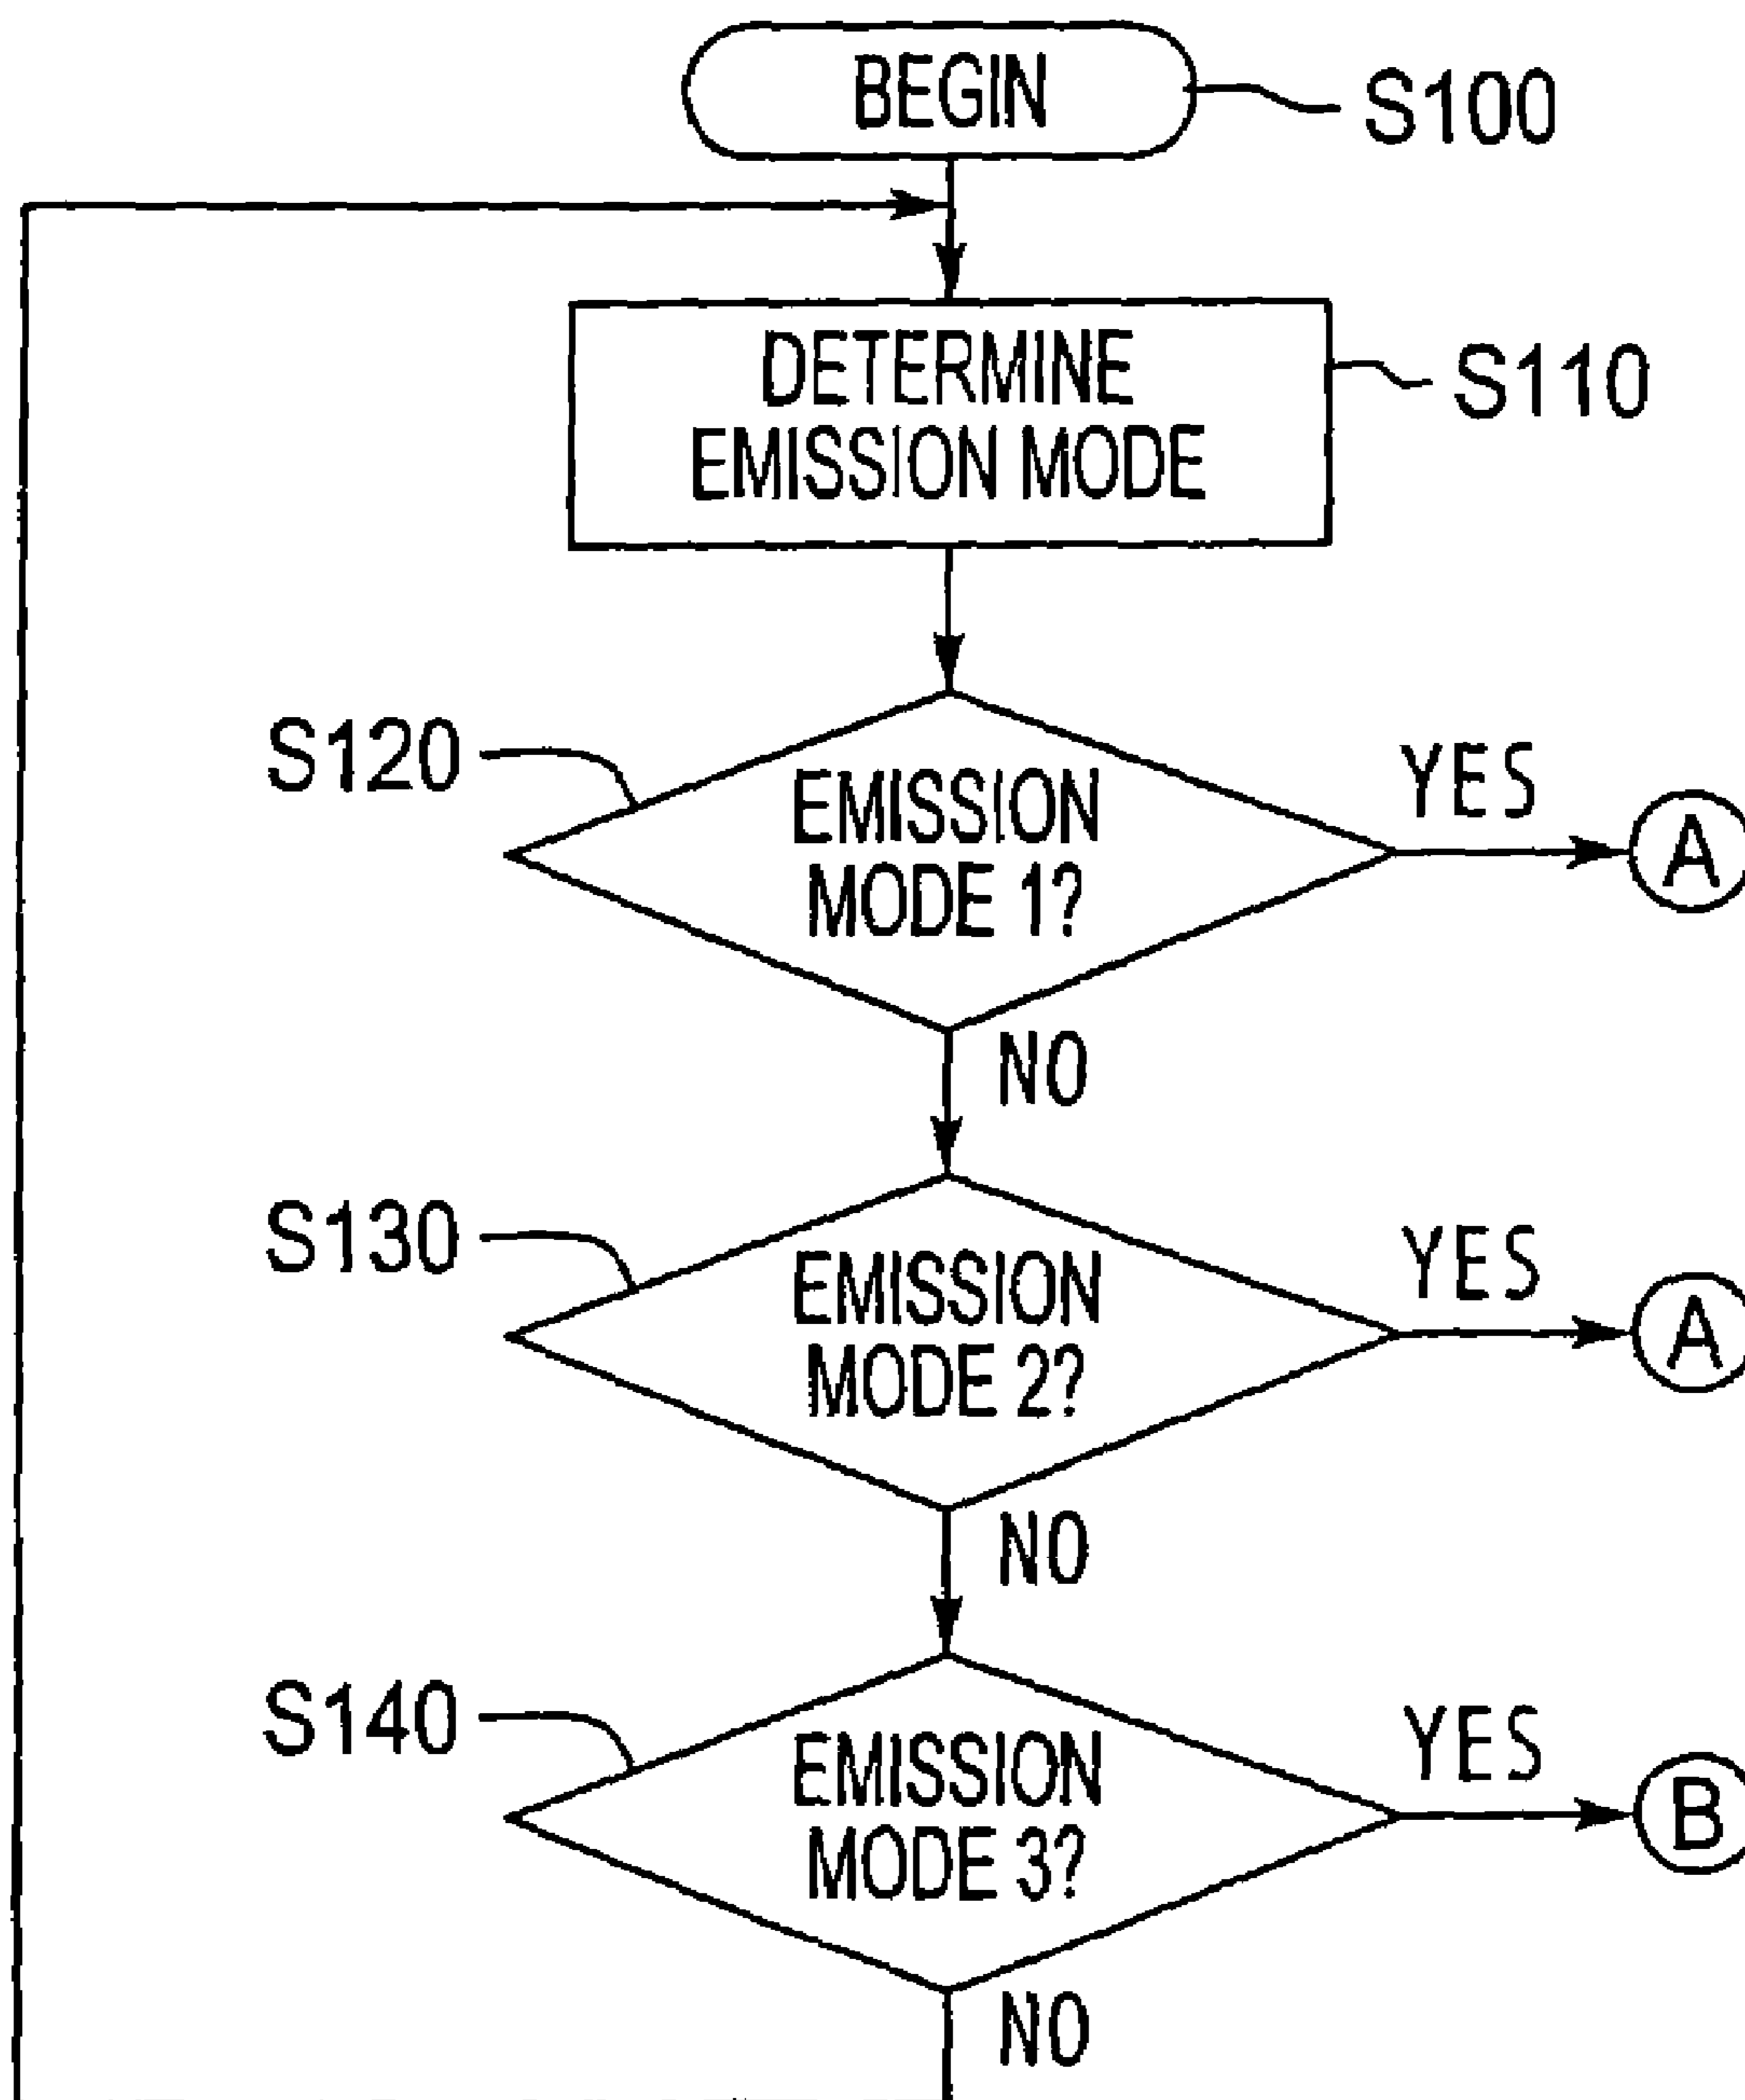 BEGIN
S100
DETERMINE
EMISSION MODE
S110
S120
EMISSION
MODE 1?
YES
A
NO
S130
EMISSION
MODE 2?
YES
A
NO
S140
EMISSION
MODE 3?
YES
B
NO